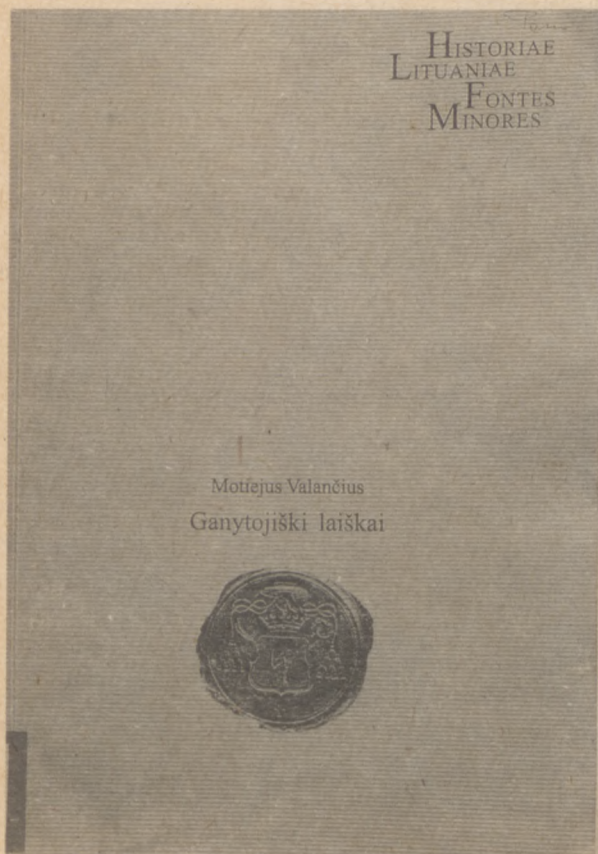 HISTORIAE
LITUANIAE
FONTES
MINORES
Motiejus Valančius
Ganytojiški laiškai